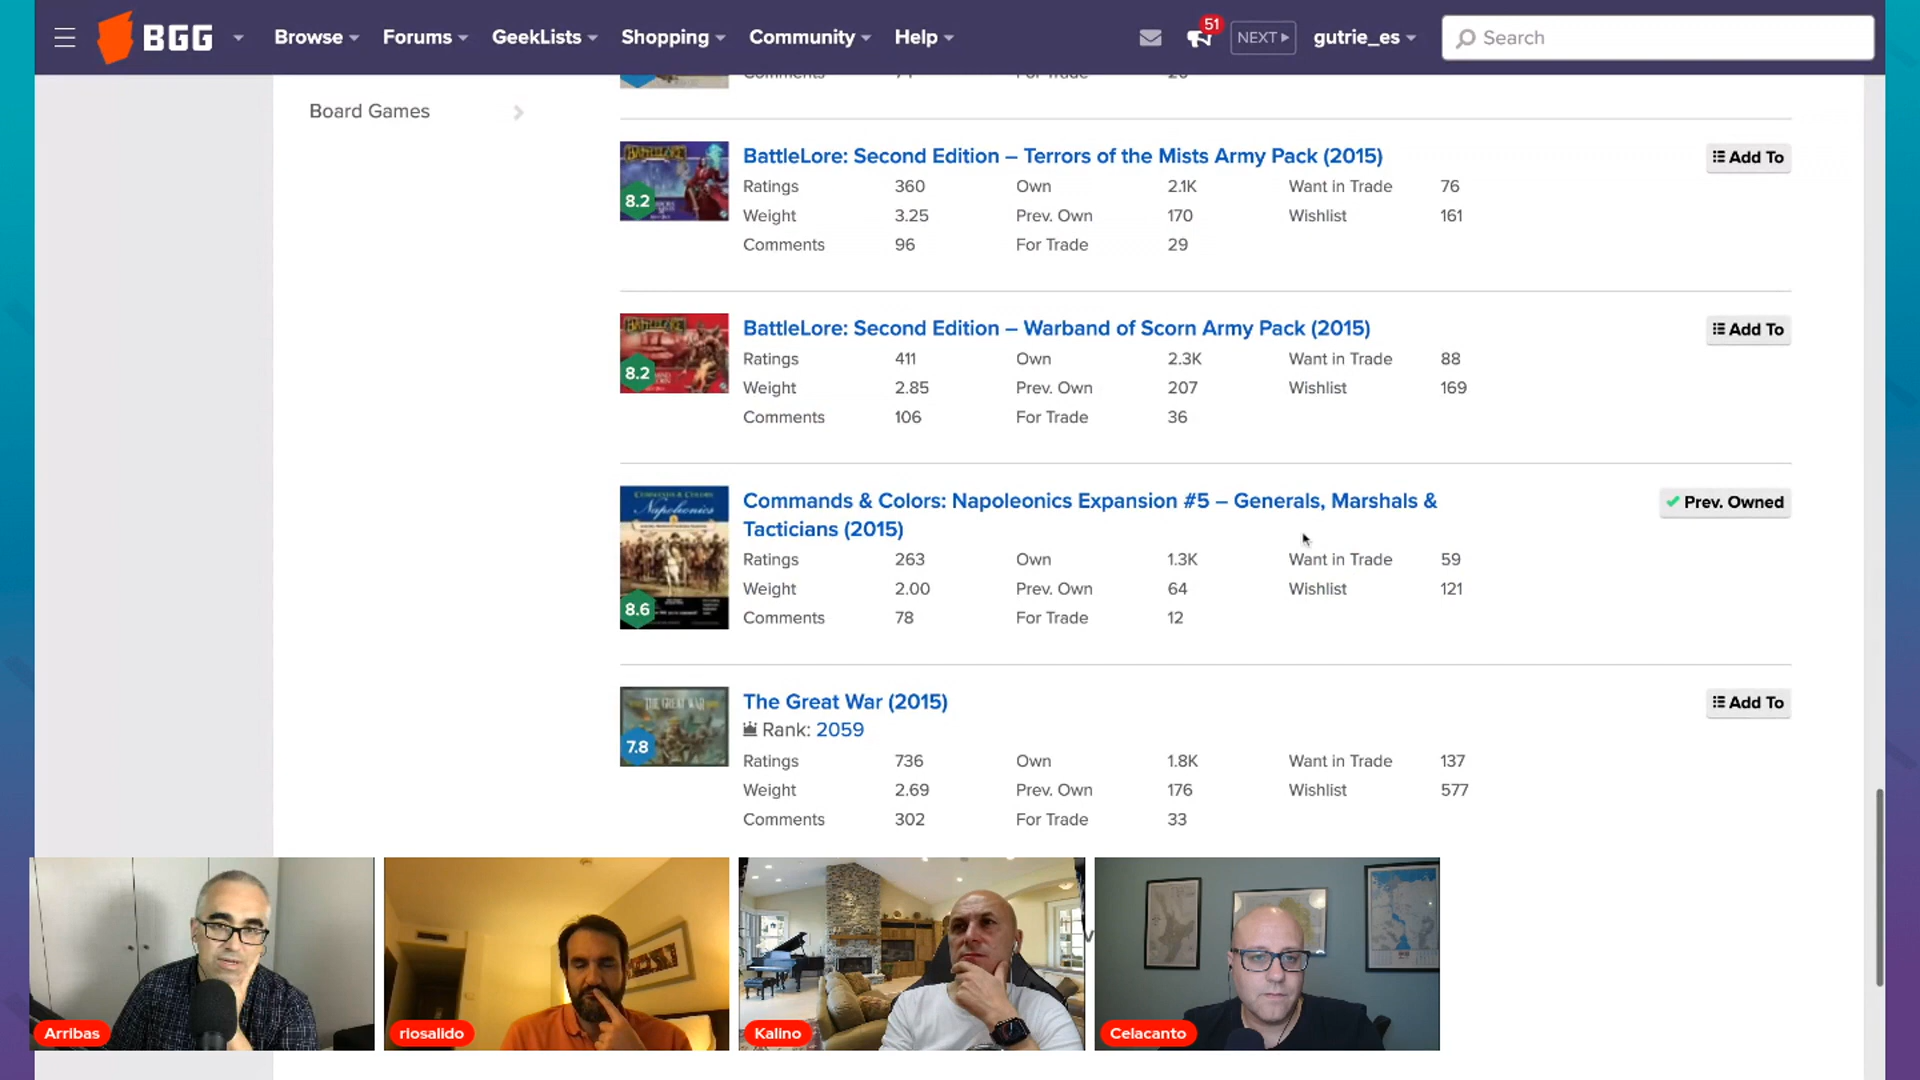 BGG Browse Forums GeekLists Shopping Community Help 51 NEXT gutrie_es Search
Board Games
Comments
BattleLore: Second Edition – Terrors of the Mists Army Pack (2015) Add To
Ratings 360 Own 2.1K Want in Trade 76
Weight 3.25 Prev. Own 170 Wishlist 161
8.2
Comments 96 For Trade 29
BattleLore: Second Edition – Warband of Scorn Army Pack (2015) Add To
Ratings 411 Own 2.3K Want in Trade 88
Weight 2.85 Prev. Own 207 Wishlist 169
8.2
Comments 106 For Trade 36
Napoleonics
Commands & Colors: Napoleonics Expansion #5 – Generals, Marshals & Prev. Owned
Tacticians (2015)
Ratings 263 Own 1.3K Want in Trade 59
Weight 2.00 Prev. Own 64 Wishlist 121
8.6
Comments 78 For Trade 12
THE GREAT WAR
The Great War (2015) Add To
Rank: 2059
7.8
Ratings 736 Own 1.8K Want in Trade 137
Weight 2.69 Prev. Own 176 Wishlist 577
Comments 302 For Trade 33
Arribas riosalido Kalino Celacanto